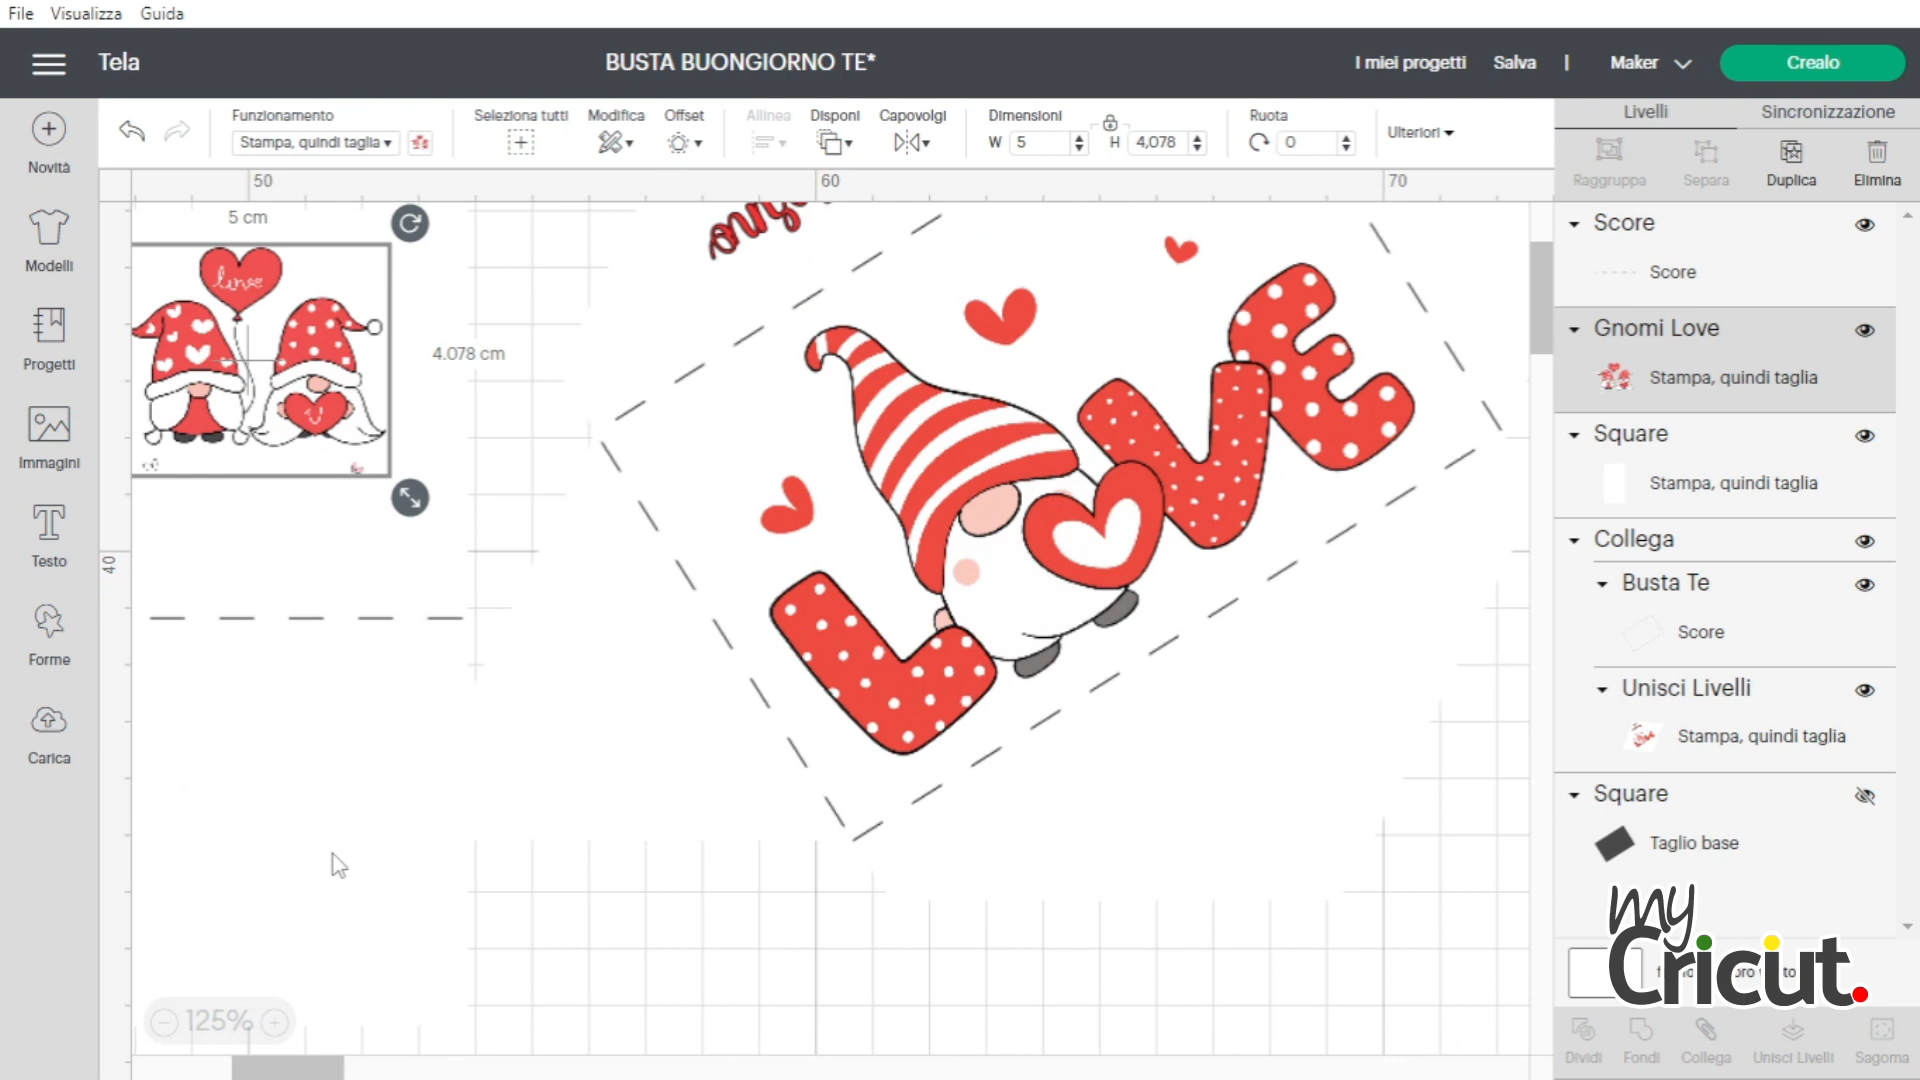 File Visualizza Guida
Tela
BUSTA BUONGIORNO TE*
I miei progetti Salva | Maker Crealo
Funzionamento
Stampa, quindi taglia
Seleziona tutti Modifica Offset Allinea Disponi Capovolgi
Dimensioni
W 5 H 4,078
Ruota
0
Ulteriori
Livelli Sincronizzazione
Raggruppa Separa Duplica Elimina
Novità
Modelli
Progetti
Immagini
Testo
Forme
Carica
50 60 70
40
5 cm
4.078 cm
love
LOVE
Score
Score
Gnomi Love
Stampa, quindi taglia
Square
Stampa, quindi taglia
Collega
Busta Te
Score
Unisci Livelli
Stampa, quindi taglia
Square
Taglio base
my
Cricut.
125%
Dividi Fondi Collega Unisci Livelli Sagoma